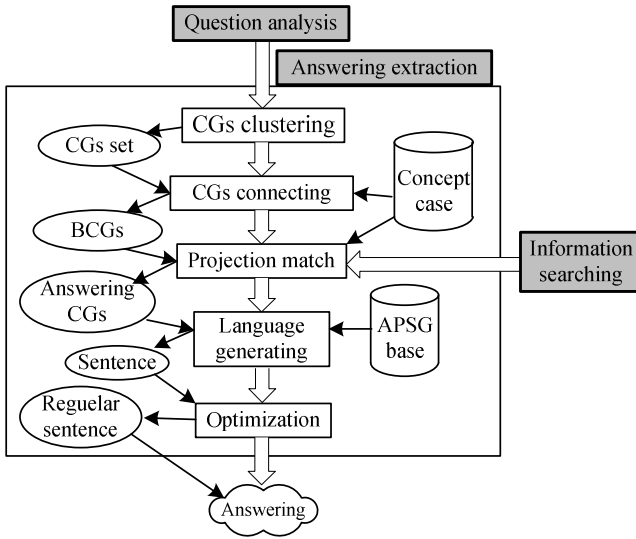 Question analysis
Answering extraction
CGs clustering
CGs set
CGs connecting
Concept
case
BCGs
Projection match
Information
searching
Answering
CGs
Language
generating
APSG
base
Sentence
Reguelar
sentence
Optimization
Answering